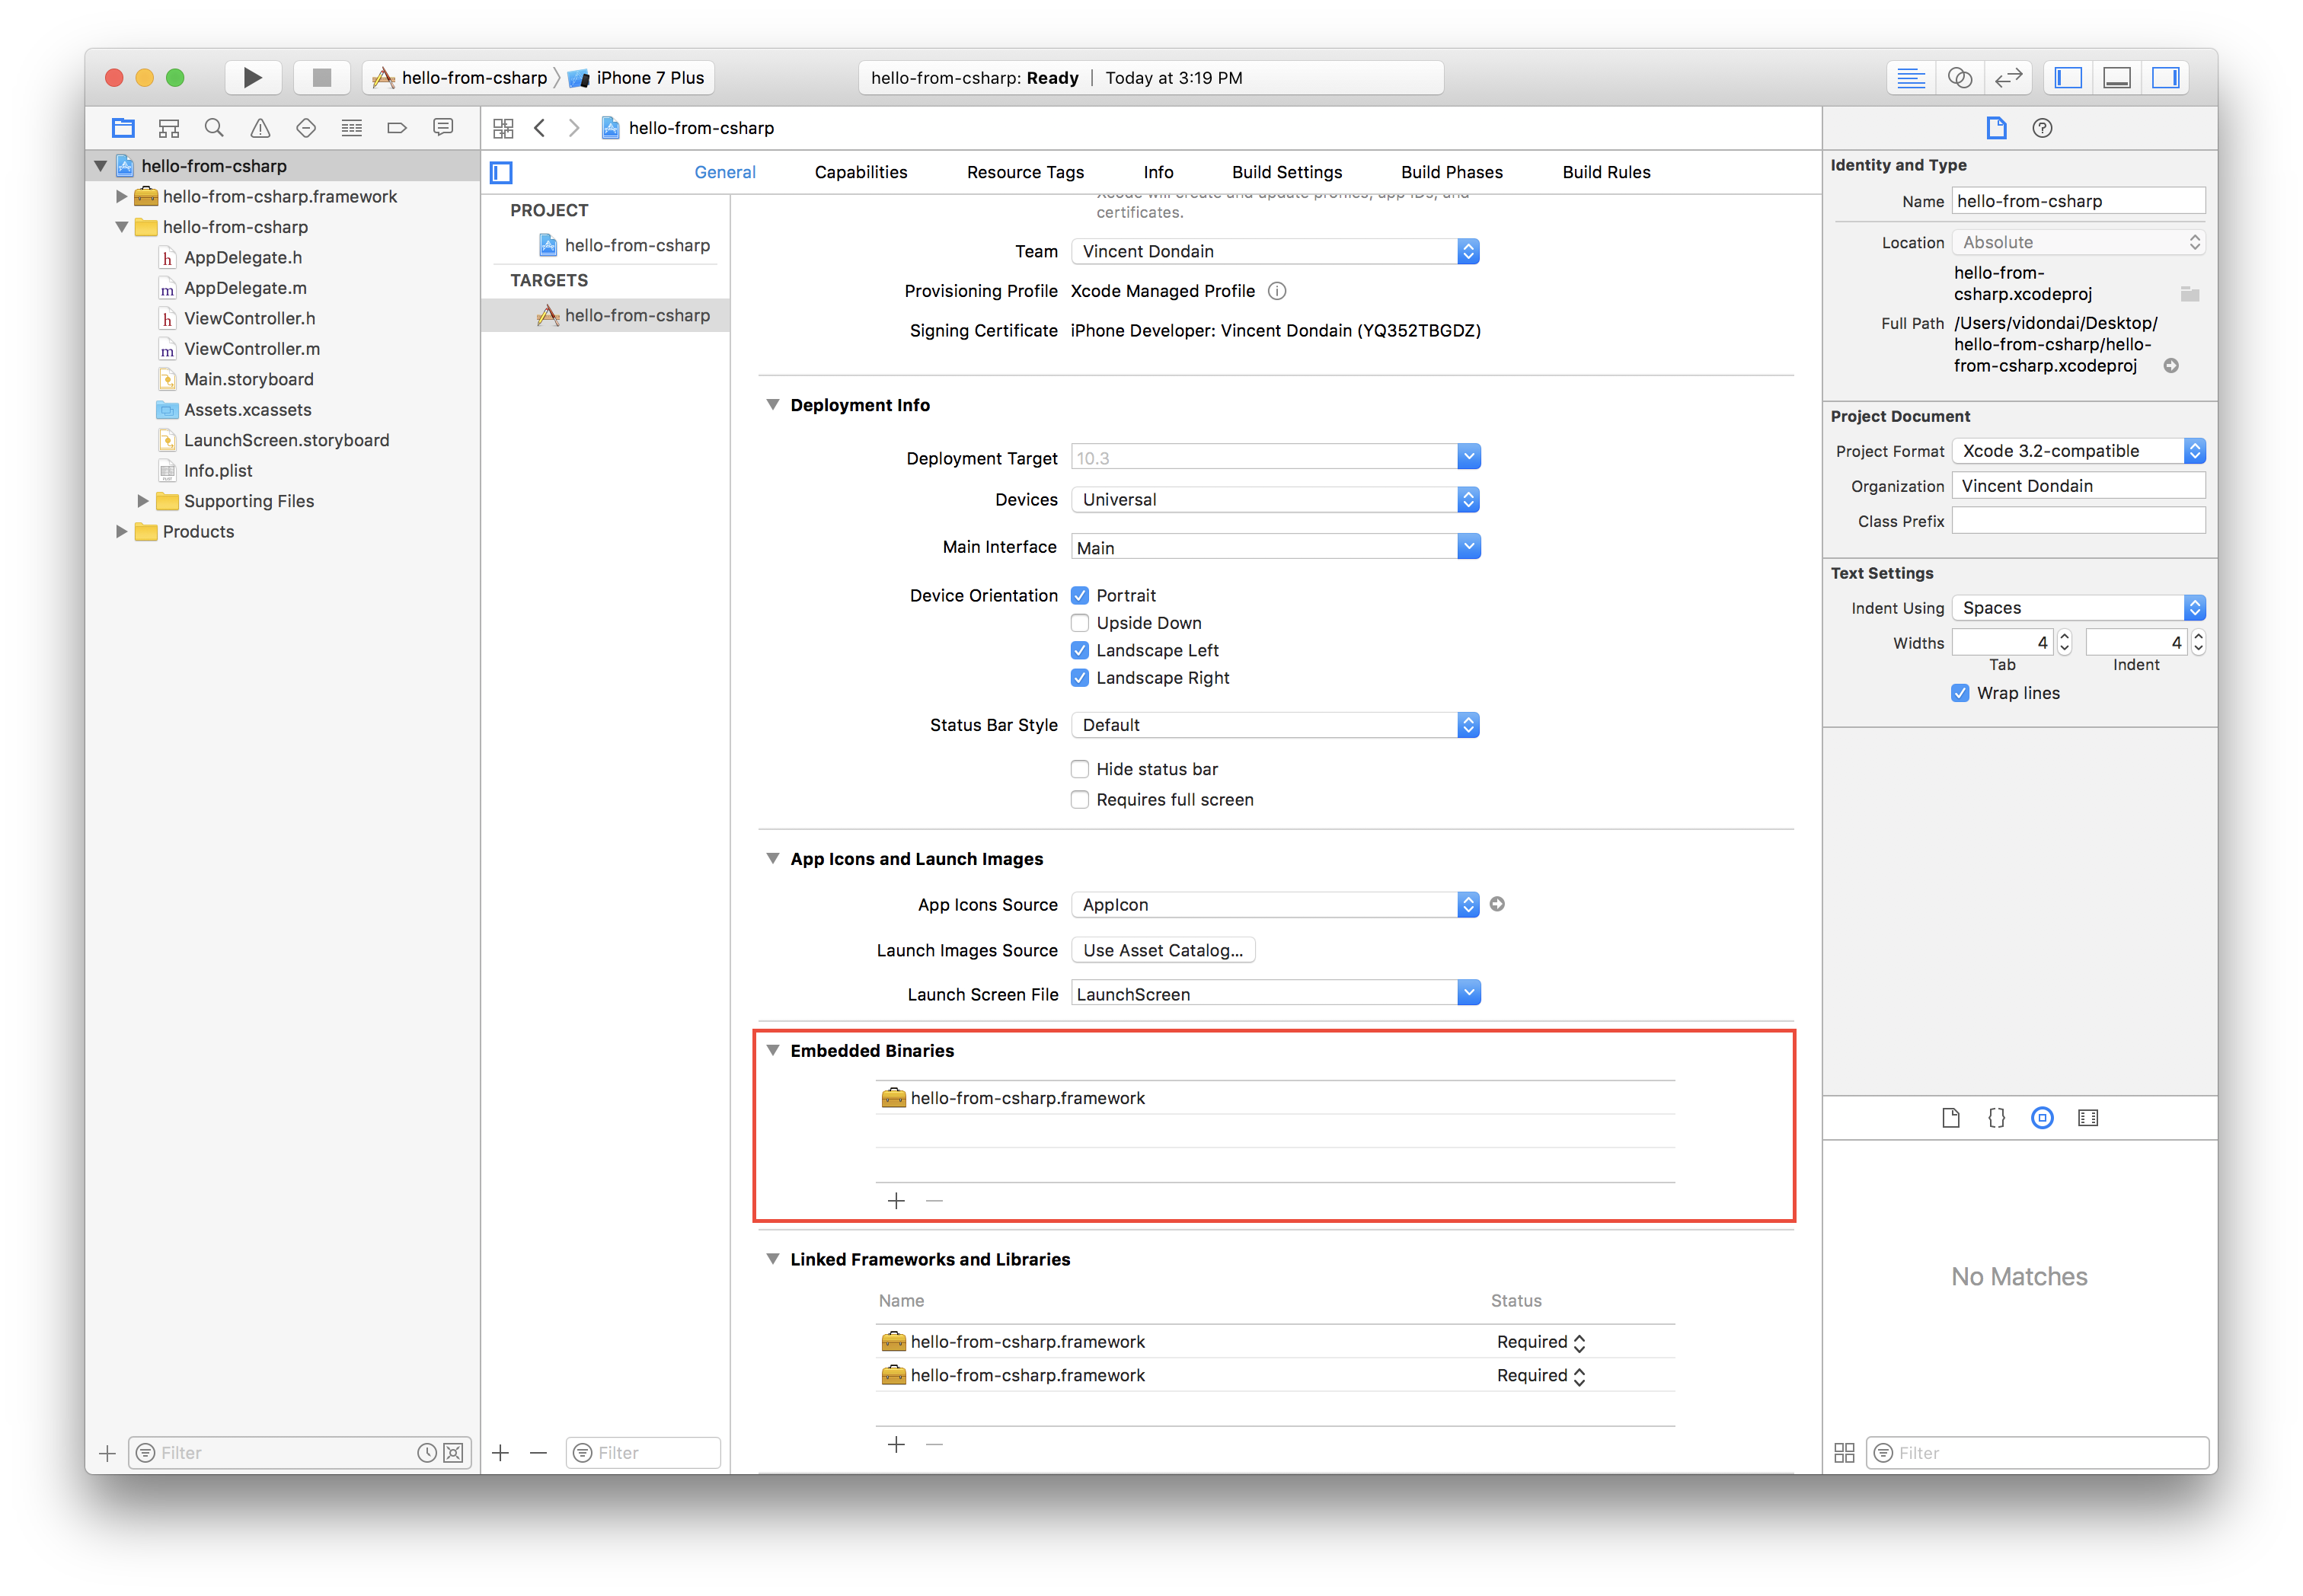 hello-from-csharp iPhone 7 Plus
hello-from-csharp: Ready | Today at 3:19 PM
hello-from-csharp
hello-from-csharp.framework
hello-from-csharp
h AppDelegate.h
m AppDelegate.m
h ViewController.h
m ViewController.m
Main.storyboard
Assets.xcassets
LaunchScreen.storyboard
Info.plist
Supporting Files
Products
Filter
hello-from-csharp
General Capabilities Resource Tags Info Build Settings Build Phases Build Rules
PROJECT
hello-from-csharp
TARGETS
hello-from-csharp
Filter
Xcode will create and update profiles, app IDs, and
certificates.
Team Vincent Dondain
Provisioning Profile Xcode Managed Profile
Signing Certificate iPhone Developer: Vincent Dondain (YQ352TBGDZ)
Deployment Info
Deployment Target 10.3
Devices Universal
Main Interface Main
Device Orientation Portrait
Upside Down
Landscape Left
Landscape Right
Status Bar Style Default
Hide status bar
Requires full screen
App Icons and Launch Images
App Icons Source AppIcon
Launch Images Source Use Asset Catalog...
Launch Screen File LaunchScreen
Embedded Binaries
hello-from-csharp.framework
Linked Frameworks and Libraries
Name Status
hello-from-csharp.framework Required
hello-from-csharp.framework Required
Identity and Type
Name hello-from-csharp
Location Absolute
hello-from-
csharp.xcodeproj
Full Path /Users/vidondai/Desktop/
hello-from-csharp/hello-
from-csharp.xcodeproj
Project Document
Project Format Xcode 3.2-compatible
Organization Vincent Dondain
Class Prefix
Text Settings
Indent Using Spaces
Widths 4 4
Tab Indent
Wrap lines
{}
No Matches
Filter